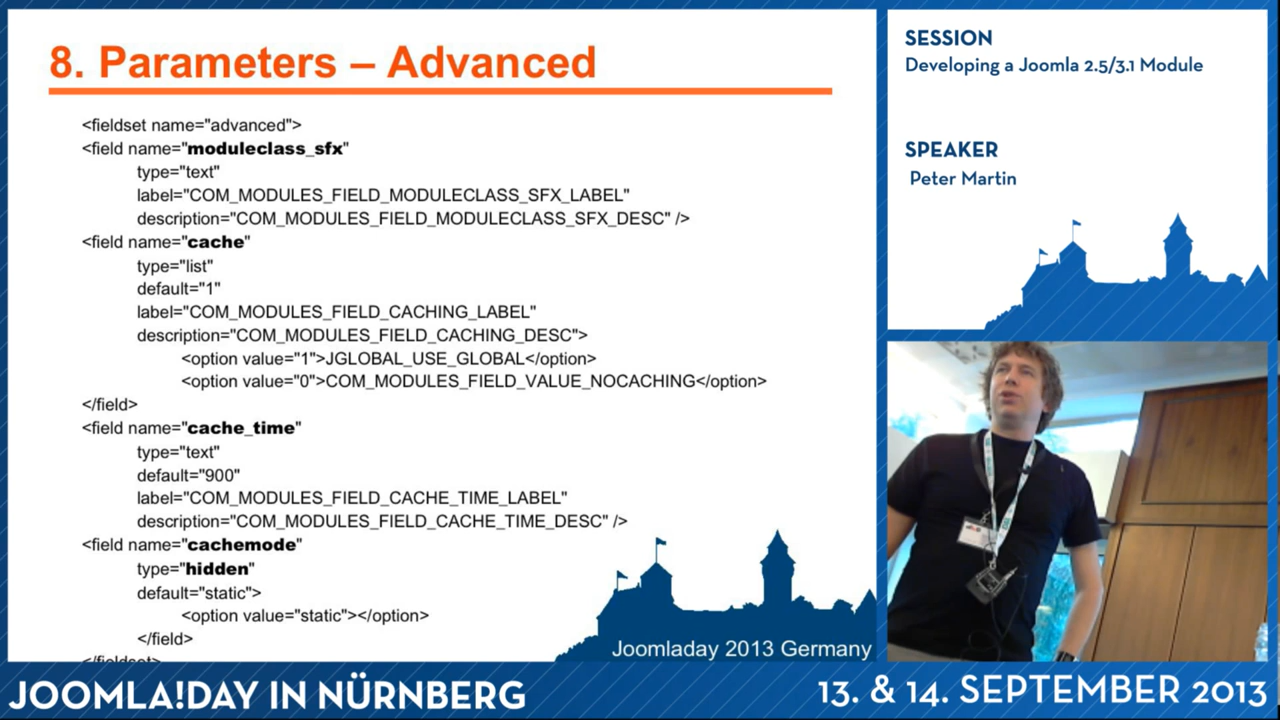 8. Parameters – Advanced
<fieldset name="advanced">
<field name="moduleclass_sfx"
type="text"
label="COM_MODULES_FIELD_MODULECLASS_SFX_LABEL"
description="COM_MODULES_FIELD_MODULECLASS_SFX_DESC" />
<field name="cache"
type="list"
default="1"
label="COM_MODULES_FIELD_CACHING_LABEL"
description="COM_MODULES_FIELD_CACHING_DESC">
<option value="1">JGLOBAL_USE_GLOBAL</option>
<option value="0">COM_MODULES_FIELD_VALUE_NOCACHING</option>
</field>
<field name="cache_time"
type="text"
default="900"
label="COM_MODULES_FIELD_CACHE_TIME_LABEL"
description="COM_MODULES_FIELD_CACHE_TIME_DESC" />
<field name="cachemode"
type="hidden"
default="static">
<option value="static"></option>
</field>
</fieldset>
Joomladay 2013 Germany
SESSION
Developing a Joomla 2.5/3.1 Module
SPEAKER
Peter Martin
JOOMLA!DAY IN NÜRNBERG
13. & 14. SEPTEMBER 2013